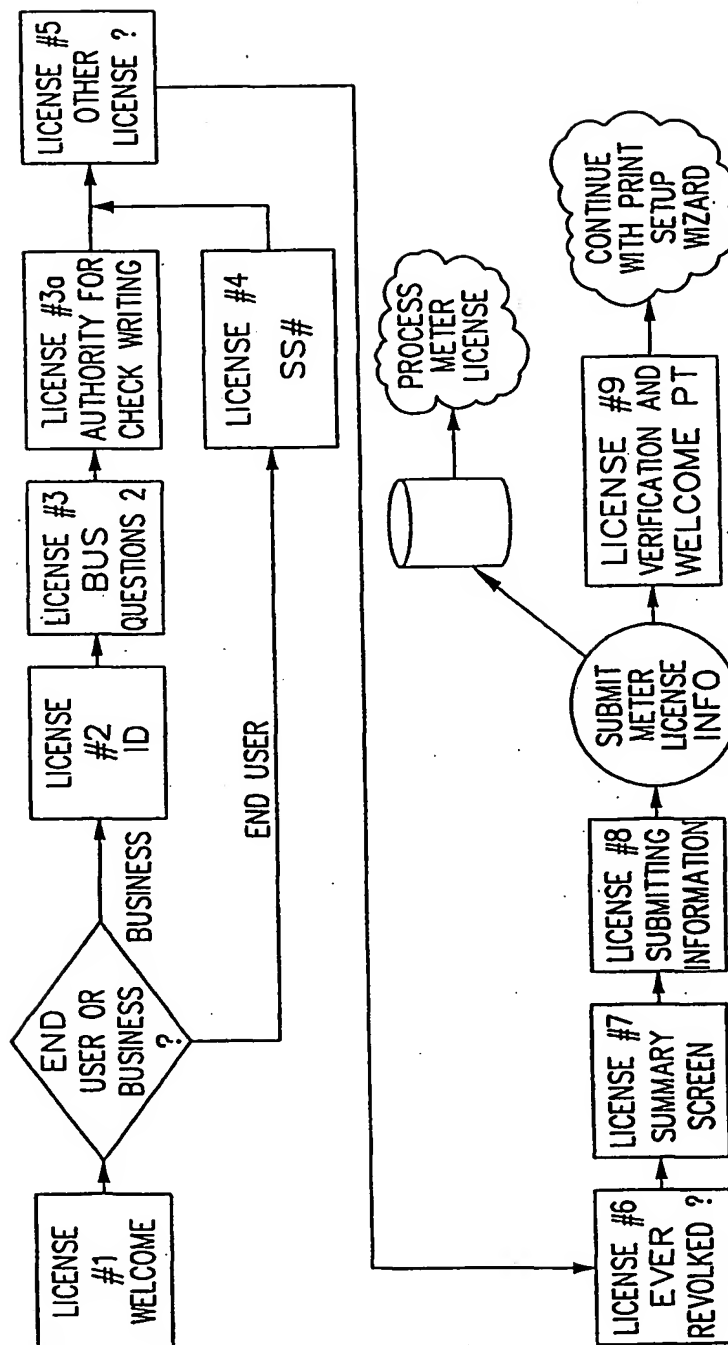 LICENSE
#1
WELCOME
END
USER OR
BUSINESS
?
BUSINESS
END USER
LICENSE
#2
ID
LICENSE #3
BUS
QUESTIONS 2
LICENSE #3a
AUTHORITY FOR
CHECK WRITING
LICENSE #4
SS#
LICENSE #5
OTHER
LICENSE ?
LICENSE #6
EVER
REVOLKED ?
LICENSE #7
SUMMARY
SCREEN
LICENSE #8
SUBMITTING
INFORMATION
SUBMIT
METER
LICENSE
INFO
PROCESS
METER
LICENSE
LICENSE #9
VERIFICATION AND
WELCOME PT
CONTINUE
WITH PRINT
SETUP
WIZARD